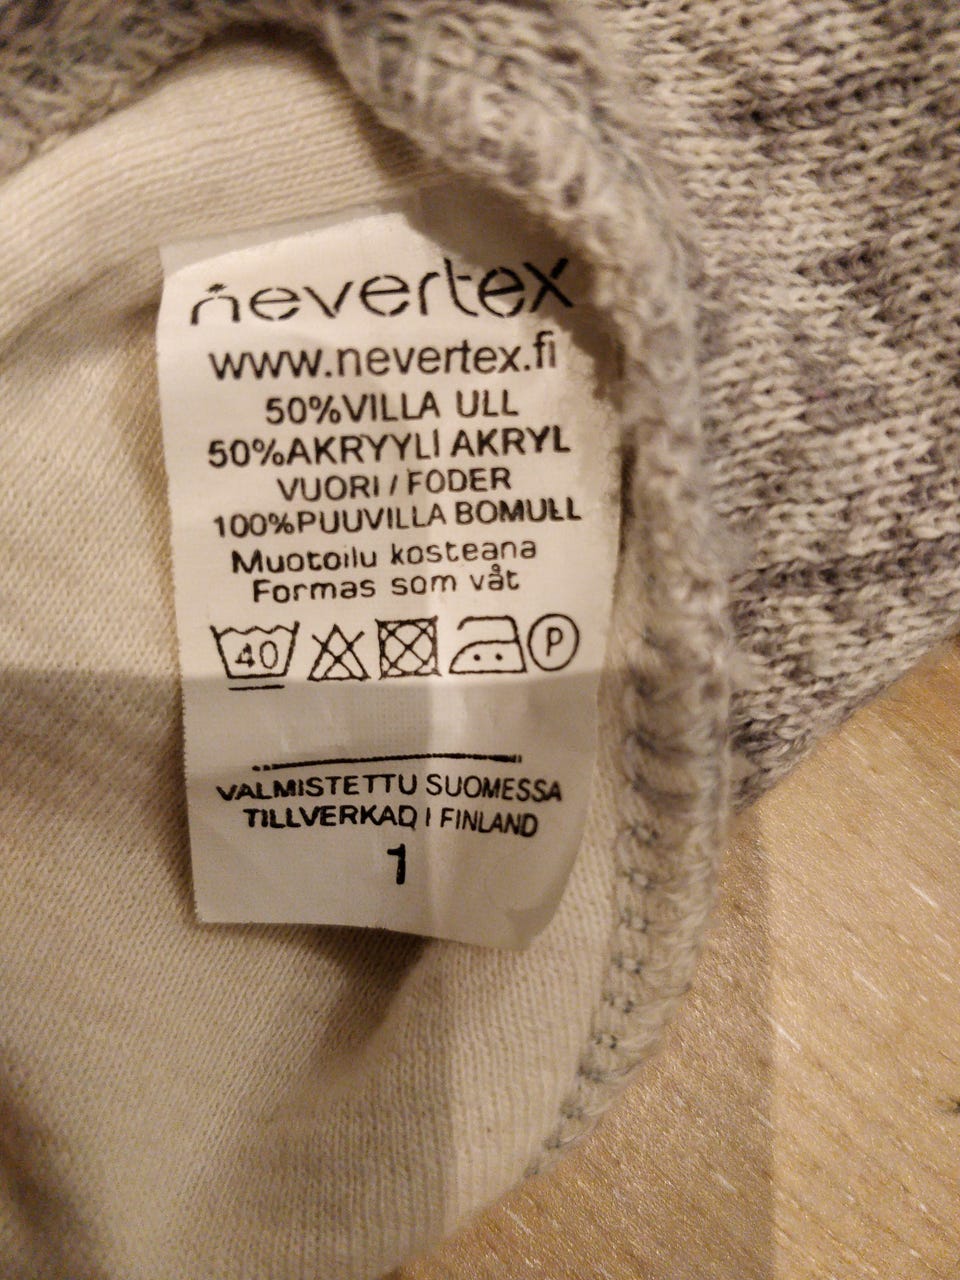 nevertex
www.nevertex.fi
50%VILLA ULL
50%AKRYYLI AKRYL
VUORI / FODER
100%PUUVILLA BOMULL
Muotoilu kosteana
Formas som våt
40 P
VALMISTETTU SUOMESSA
TILLVERKAD I FINLAND
1